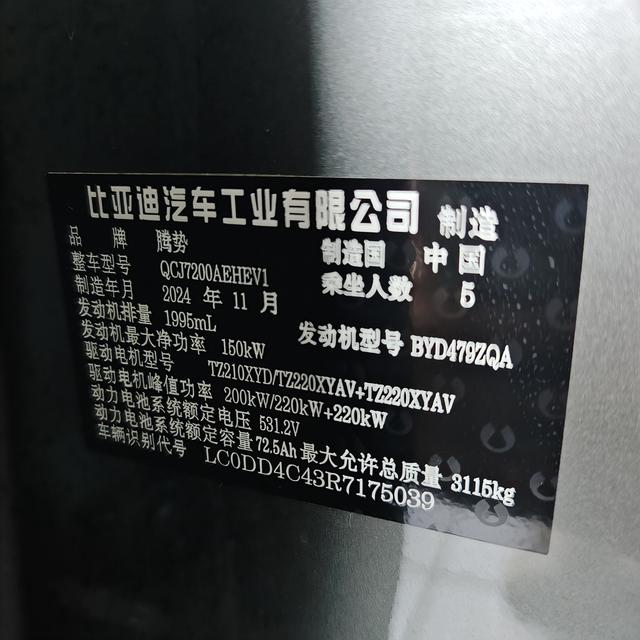 比亚迪汽车工业有限公司 制造
品 牌 腾势 制造国 中国
整车型号 QCJ7200AEHEV1 乘坐人数 5
制造年月 2024 年 11 月
发动机排量 1995mL 发动机型号 BYD479ZQA
发动机最大净功率 150kW
驱动电机型号 TZ210XYD/TZ220XYAV+TZ220XYAV
驱动电机峰值功率 200kW/220kW+220kW
动力电池系统额定电压 531.2V
动力电池系统额定容量 72.5Ah 最大允许总质量 3115kg
车辆识别代号 LC0DD4C43R7175039